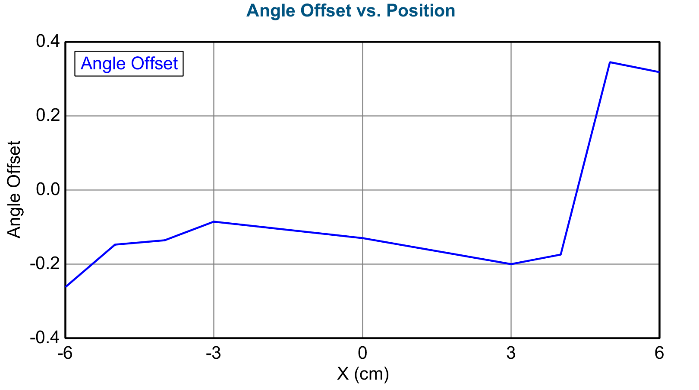 Angle Offset vs. Position
0.4
Angle Offset
0.2
0.0
Angle Offset
-0.2
-0.4
-6 -3 0 3 6
X (cm)